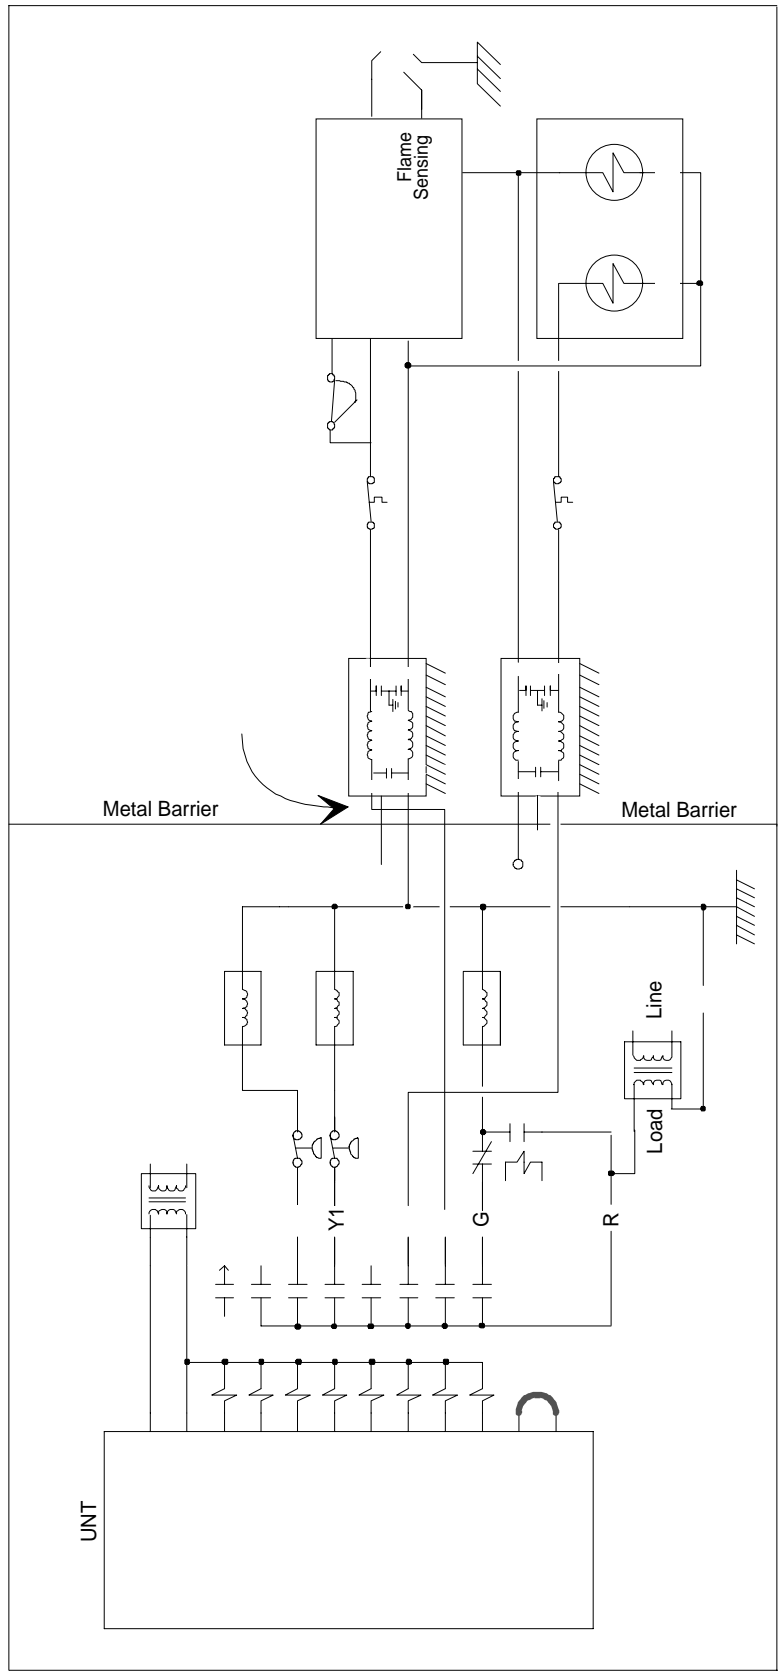 Flame
Sensing
Metal Barrier
Metal Barrier
Line
Load
Y1
G
R
UNT